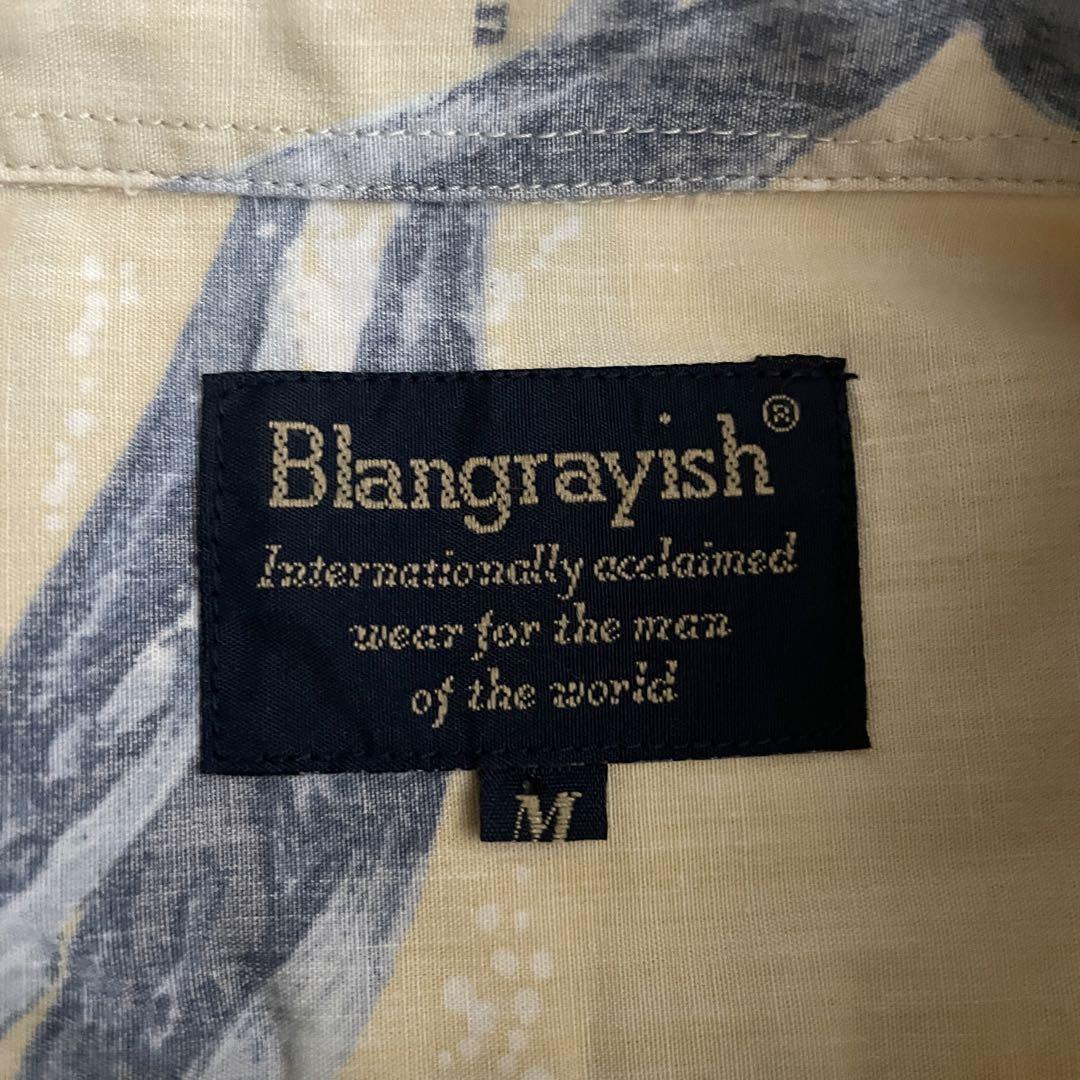 Blangrayish®
Internationally acclaimed
wear for the man
of the world
M